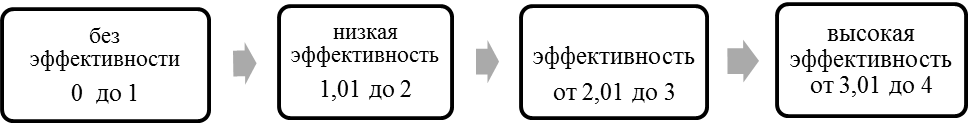 без
эффективности
0 до 1
низкая
эффективность
1,01 до 2
эффективность
от 2,01 до 3
высокая
эффективность
от 3,01 до 4